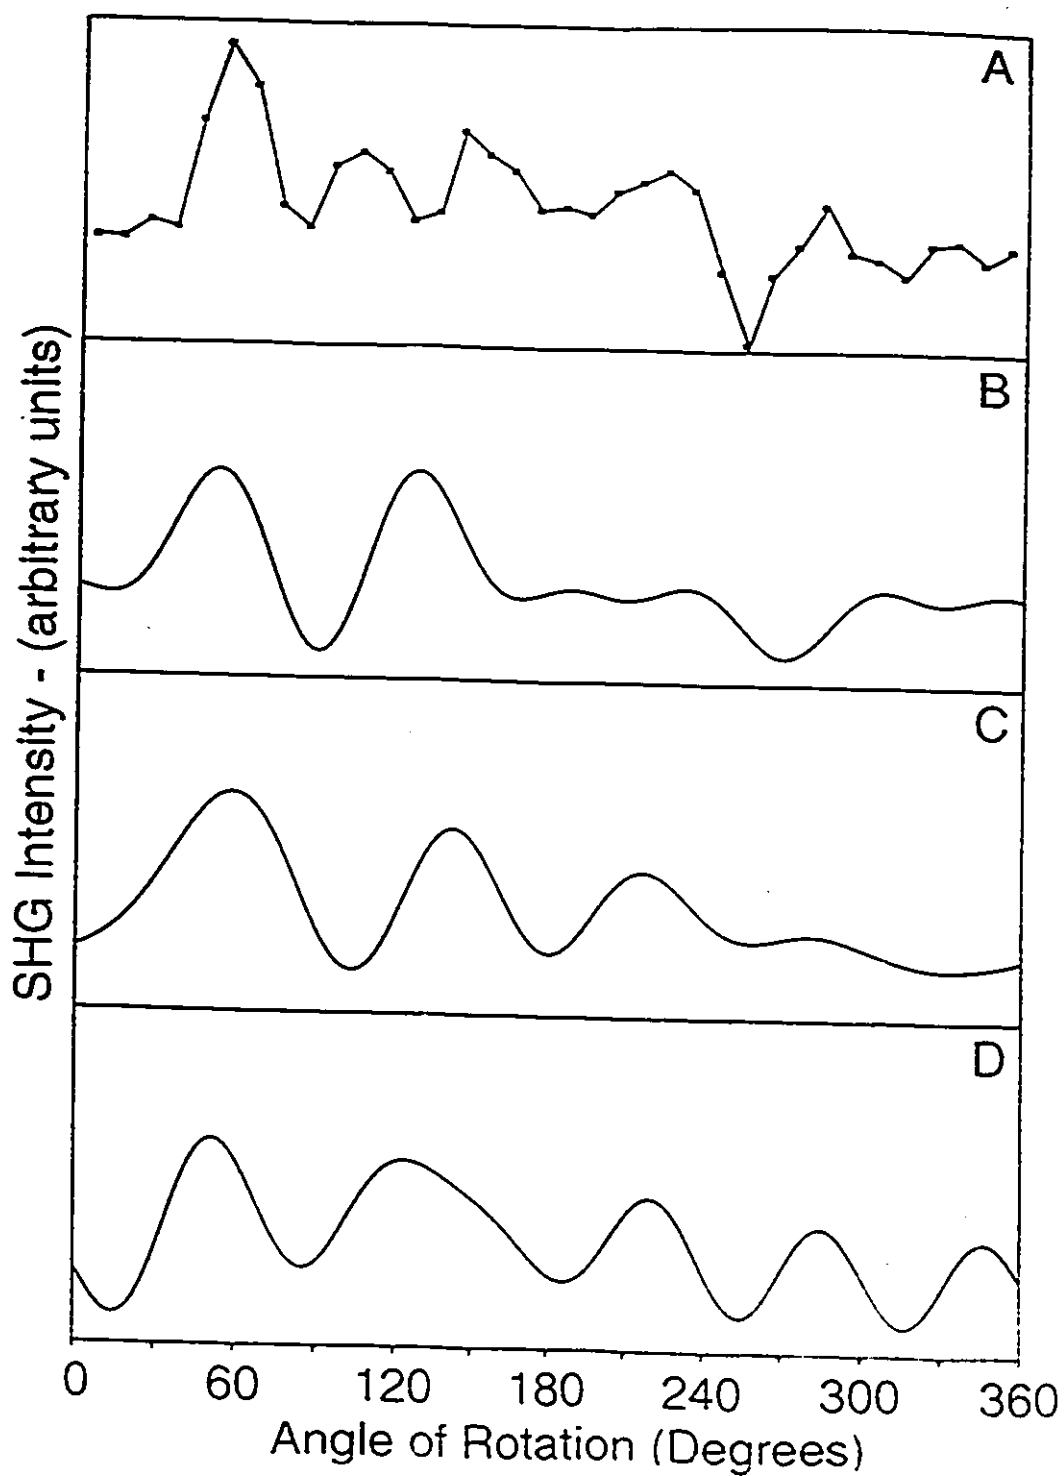 A
B
C
D
SHG Intensity - (arbitrary units)
0 60 120 180 240 300 360
Angle of Rotation (Degrees)